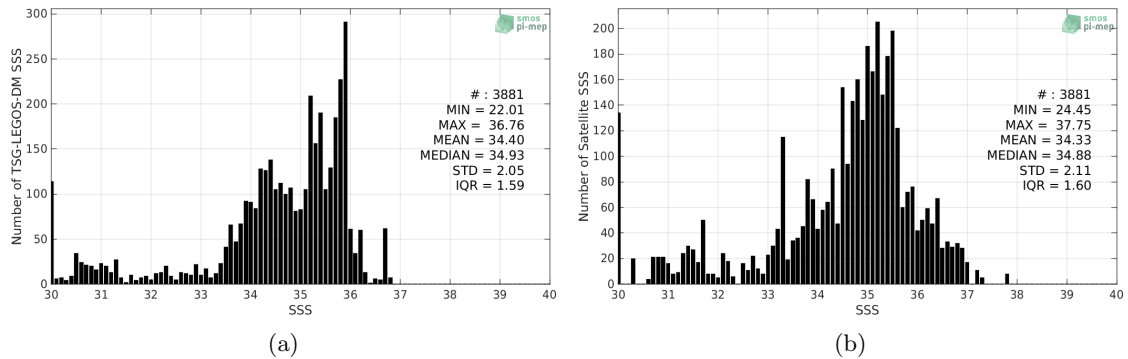 smos
pi-mep
Number of TSG-LEGOS-DM SSS
300
250
200
150
100
50
0
# : 3881
MIN = 22.01
MAX = 36.76
MEAN = 34.40
MEDIAN = 34.93
STD = 2.05
IQR = 1.59
30 31 32 33 34 35 36 37 38 39 40
SSS
(a)
smos
pi-mep
Number of Satellite SSS
200
180
160
140
120
100
80
60
40
20
0
# : 3881
MIN = 24.45
MAX = 37.75
MEAN = 34.33
MEDIAN = 34.88
STD = 2.11
IQR = 1.60
30 31 32 33 34 35 36 37 38 39 40
SSS
(b)